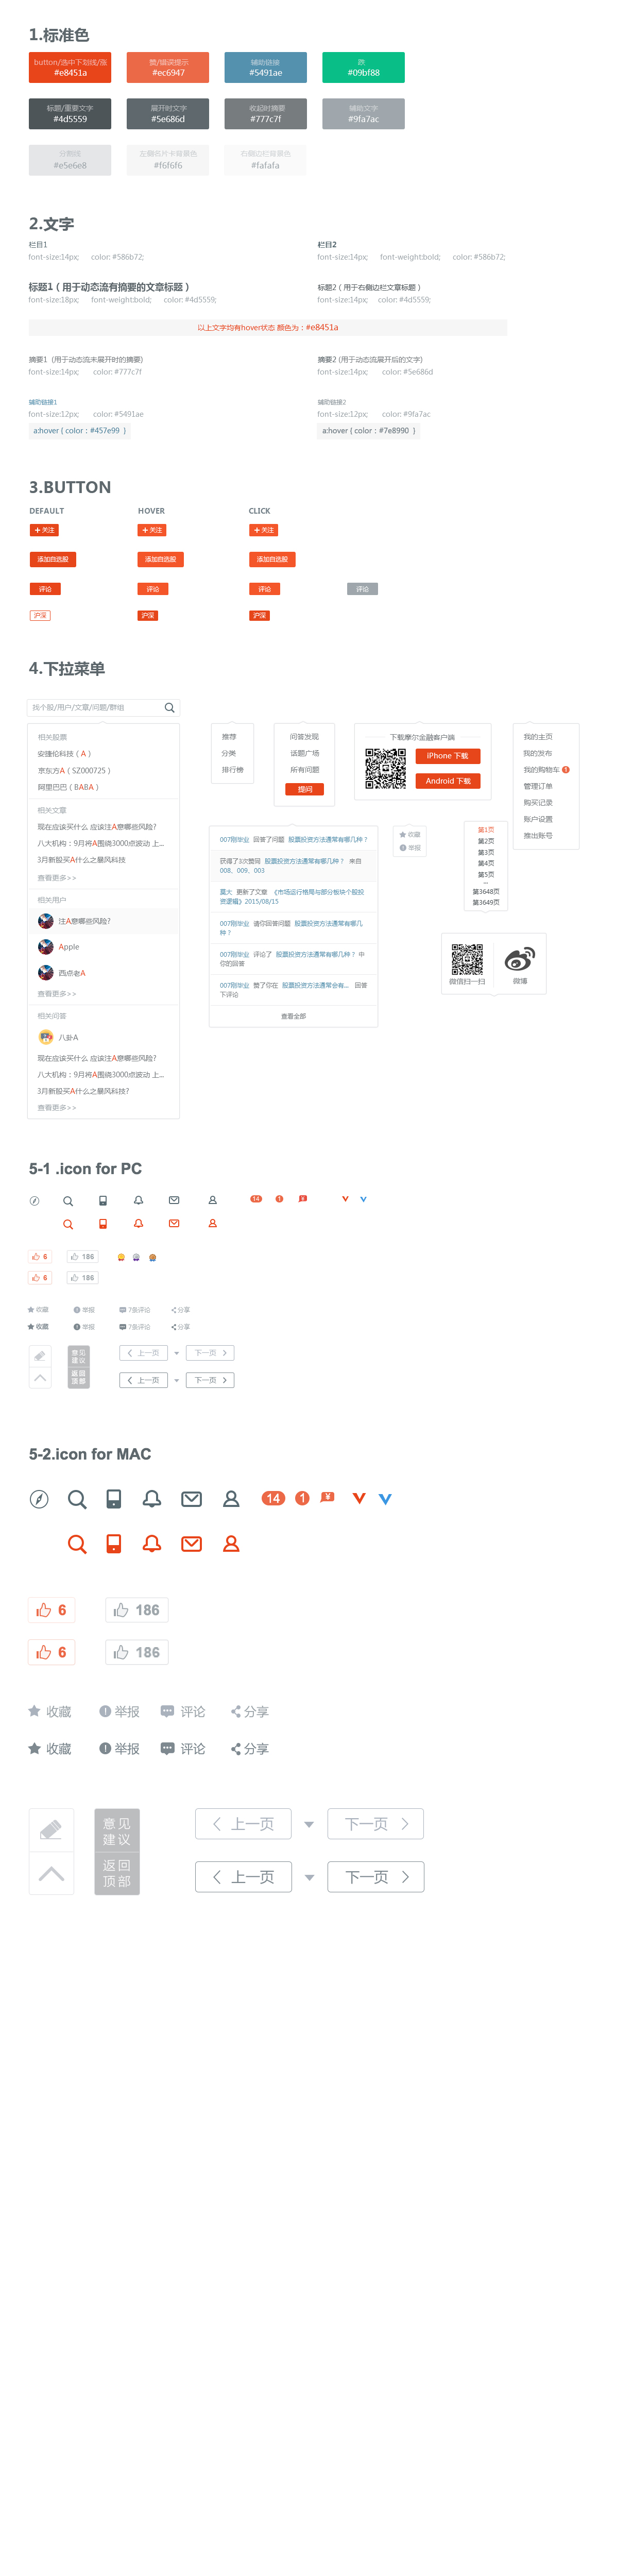 1.标准色
button/选中下划线/涨
#e8451a
赞/错误提示
#ec6947
辅助链接
#5491ae
跌
#09bf88
标题/重要文字
#4d5559
展开时文字
#5e686d
收起时摘要
#777c7f
辅助文字
#9fa7ac
分割线
#e5e6e8
左侧纸片卡背景色
#f6f6f6
右侧边栏背景色
#fafafa
2.文字
栏目1
font-size:14px; color: #586b72;
栏目2
font-size:14px; font-weight:bold; color: #586b72;
标题1（用于动态流有摘要的文章标题）
font-size:18px; font-weight:bold; color: #4d5559;
标题2（用于右侧边栏文章标题）
font-size:14px; color: #4d5559;
以上文字均有hover状态 颜色为：#e8451a
摘要1 (用于动态流未展开时的摘要)
font-size:14px; color: #777c7f
摘要2 (用于动态流展开后的文字)
font-size:14px; color: #5e686d
辅助链接1
font-size:12px; color: #5491ae
a:hover { color：#457e99 }
辅助链接2
font-size:12px; color: #9fa7ac
a:hover { color：#7e8990 }
3.BUTTON
DEFAULT HOVER CLICK
+ 关注 + 关注 + 关注
添加自选股 添加自选股 添加自选股
评论 评论 评论 评论
沪深 沪深 沪深
4.下拉菜单
找个股/用户/文章/问题/群组
相关股票
安捷伦科技（ A ）
京东方A（ SZ000725 ）
阿里巴巴（ BABA ）
相关文章
现在应该买什么 应该注A意哪些风险?
八大机构：9月将A围绕3000点波动 上...
3月新股买A什么之暴风科技
查看更多>>
相关用户
注A意哪些风险?
Apple
西点老A
查看更多>>
相关问答
八卦A
现在应该买什么 应该注A意哪些风险?
八大机构：9月将A围绕3000点波动 上...
3月新股买A什么之暴风科技?
查看更多>>
推荐
分类
排行榜
问答发现
话题广场
所有问题
提问
下载摩尔金融客户端
iPhone 下载
Android 下载
我的主页
我的发布
我的购物车 1
管理订单
购买记录
账户设置
推出账号
007刚毕业 回答了问题 股票投资方法通常有哪几种？
获得了3次赞同 股票投资方法通常有哪几种？ 来自
008、009、003
莫大 更新了文章 《市场运行格局与部分板块个股投
资逻辑》2015/08/15
007刚毕业 请你回答问题 股票投资方法通常有哪几
种？
007刚毕业 评论了 股票投资方法通常有哪几种？ 中
你的回答
007刚毕业 赞了你在 股票投资方法通常会有... 回答
下评论
查看全部
收藏
举报
第1页
第2页
第3页
第4页
第5页
...
第3648页
第3649页
微信扫一扫
微博
5-1 .icon for PC
14 1 ¥
6 186
6 186
收藏 举报 7条评论 分享
收藏 举报 7条评论 分享
意见
建议
返回
顶部
上一页 下一页
上一页 下一页
5-2.icon for MAC
14 1 ¥
6 186
6 186
收藏 举报 评论 分享
收藏 举报 评论 分享
意见
建议
返回
顶部
上一页 下一页
上一页 下一页